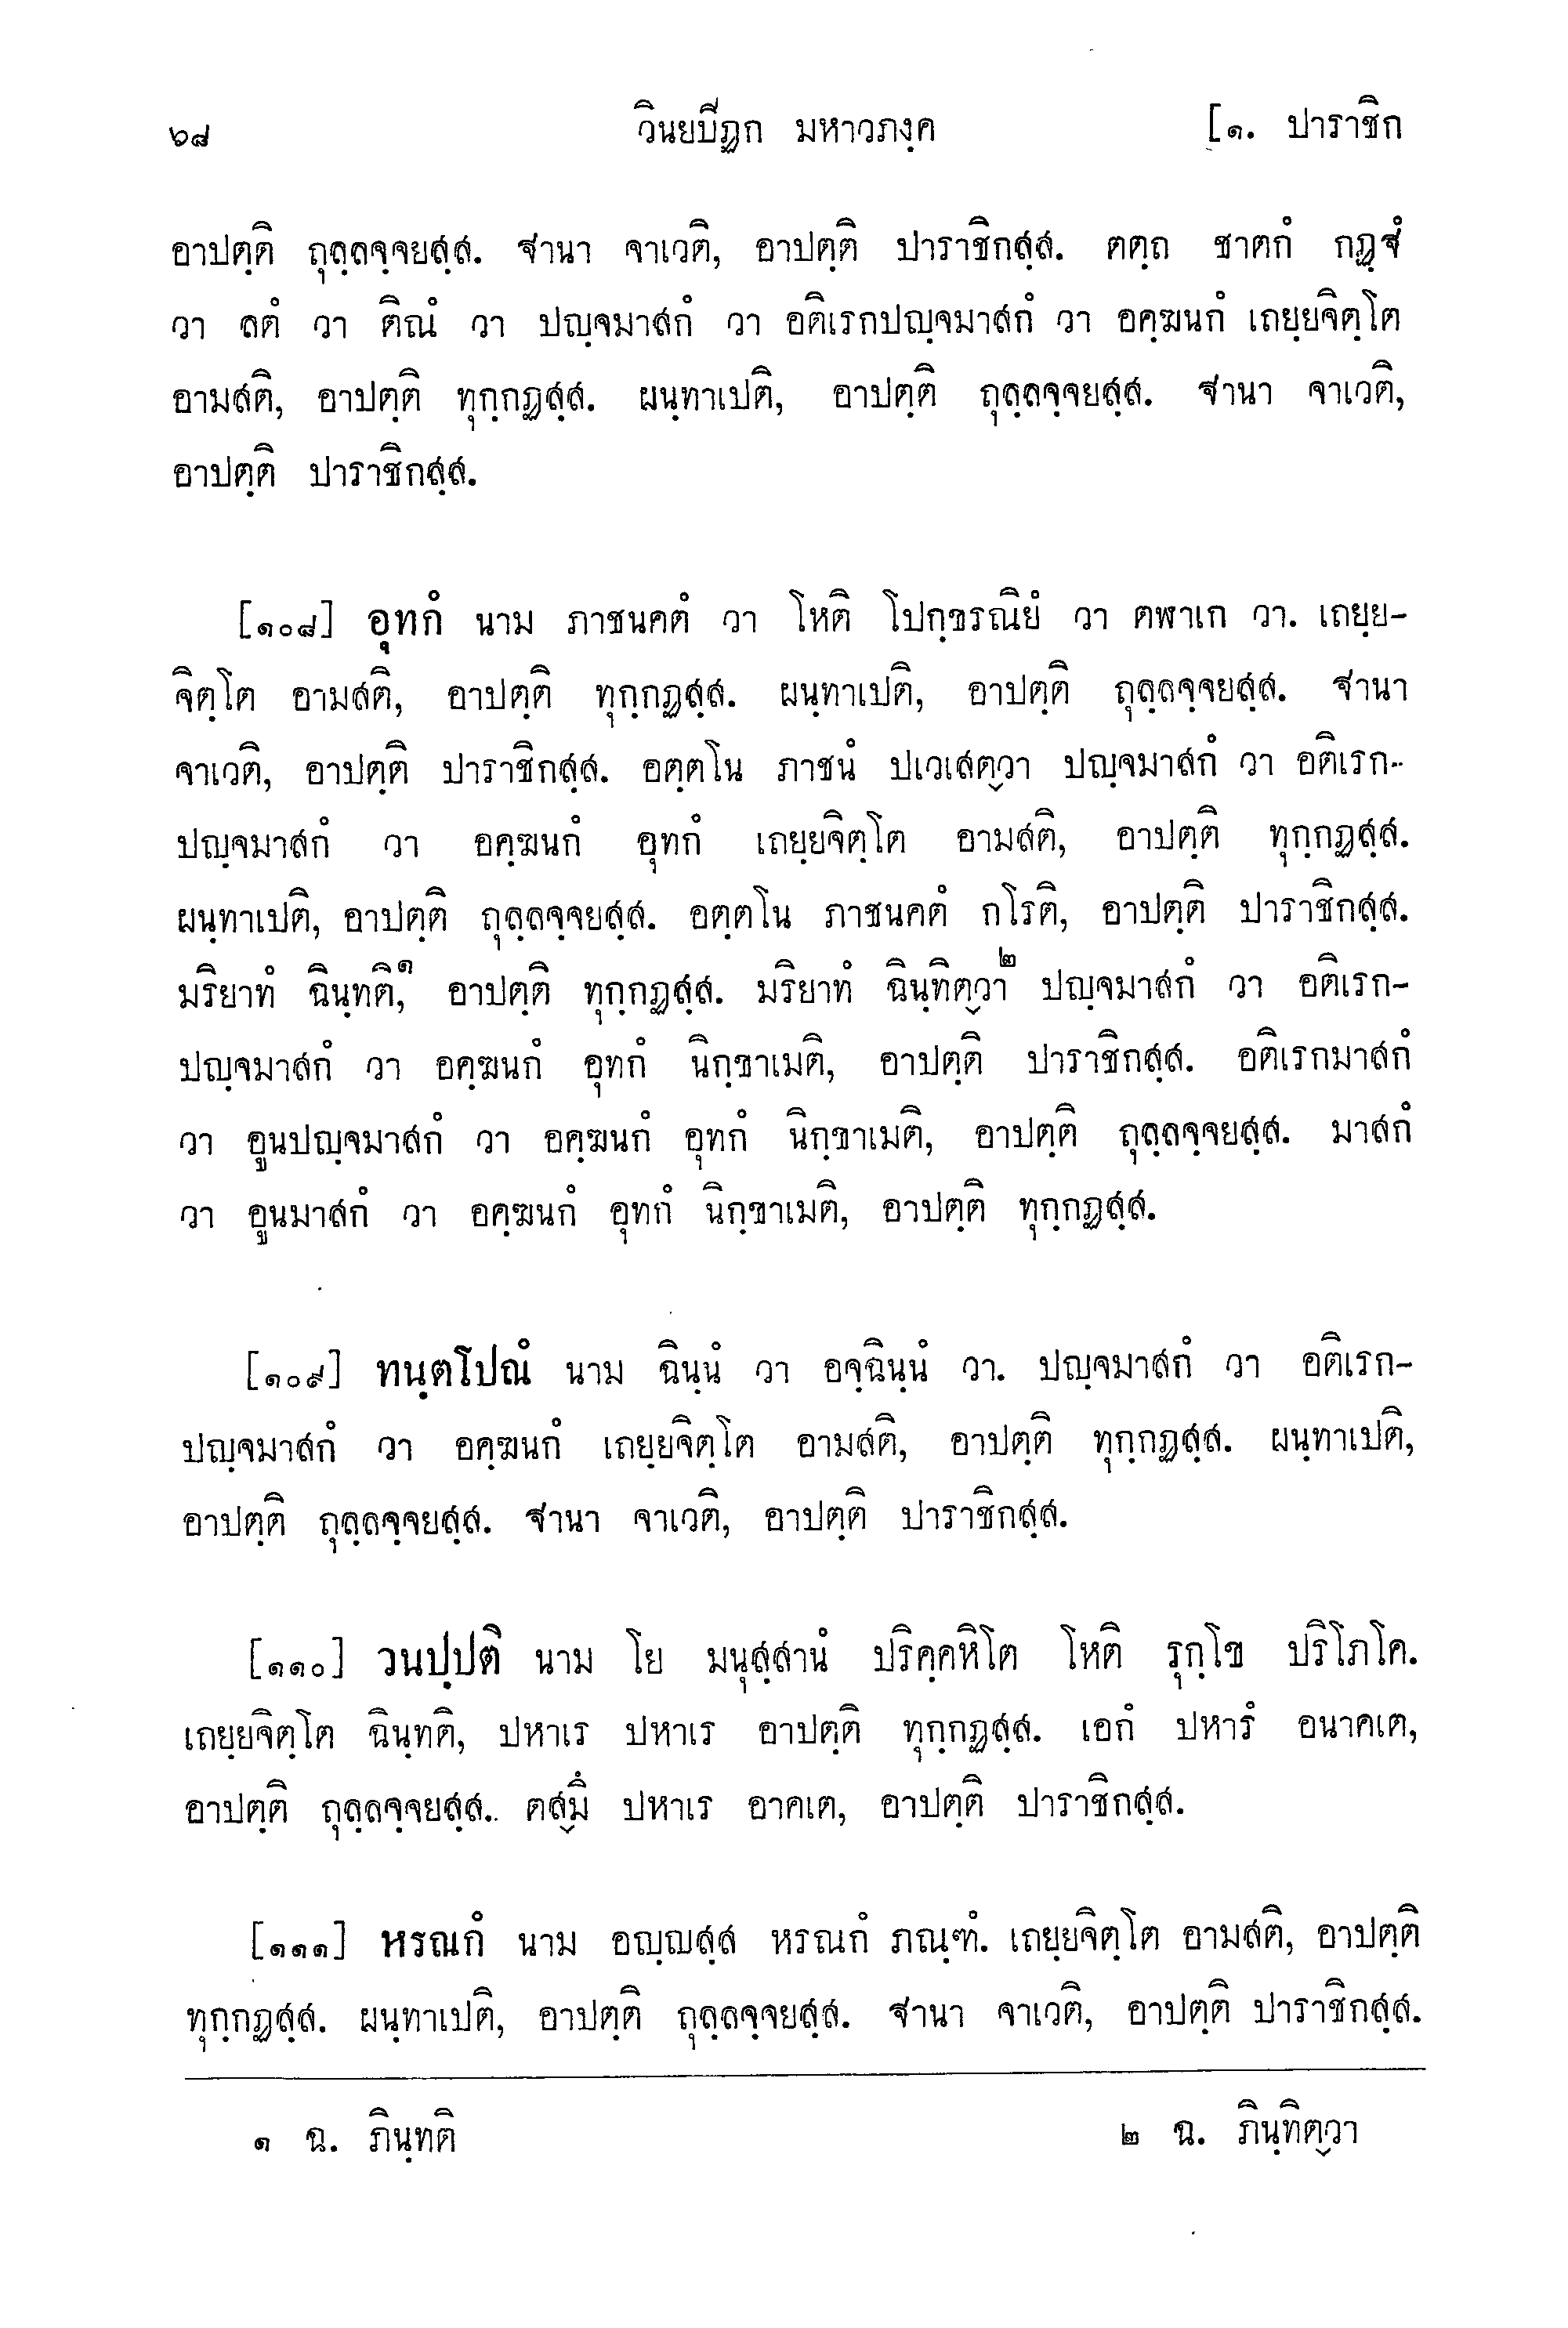 ๖๘ วินยปิฏก มหาวิภงฺค [๑. ปาราชิก
อาปตฺติ ถุลฺลจฺจยสฺส. ฐานา จาเวติ, อาปตฺติ ปาราชิกสฺส. ตตฺถ ชาตกํ กฏฺฐํ
วา ลตํ วา ติณํ วา ปญฺจมาสกํ วา อติเรกปญฺจมาสกํ วา อคฺฆนกํ เถยฺยจิตฺโต
อามสติ, อาปตฺติ ทุกฺกฏสฺส. ผนฺทาเปติ, อาปตฺติ ถุลฺลจฺจยสฺส. ฐานา จาเวติ,
อาปตฺติ ปาราชิกสฺส.
[๑๐๘] อุทกํ นาม ภาชนคตํ วา โหติ โปกฺขรณิยํ วา ตฬาเก วา. เถยฺย-
จิตฺโต อามสติ, อาปตฺติ ทุกฺกฏสฺส. ผนฺทาเปติ, อาปตฺติ ถุลฺลจฺจยสฺส. ฐานา
จาเวติ, อาปตฺติ ปาราชิกสฺส. อตฺตโน ภาชนํ ปเวเสตฺวา ปญฺจมาสกํ วา อติเรก-
ปญฺจมาสกํ วา อคฺฆนกํ อุทกํ เถยฺยจิตฺโต อามสติ, อาปตฺติ ทุกฺกฏสฺส.
ผนฺทาเปติ, อาปตฺติ ถุลฺลจฺจยสฺส. อตฺตโน ภาชนคตํ กโรติ, อาปตฺติ ปาราชิกสฺส.
มริยาทํ ฉินฺทติ,๑ อาปตฺติ ทุกฺกฏสฺส. มริยาทํ ฉินฺทิตฺวา๒ ปญฺจมาสกํ วา อติเรก-
ปญฺจมาสกํ วา อคฺฆนกํ อุทกํ นิกฺขาเมติ, อาปตฺติ ปาราชิกสฺส. อติเรกมาสกํ
วา อูนปญฺจมาสกํ วา อคฺฆนกํ อุทกํ นิกฺขาเมติ, อาปตฺติ ถุลฺลจฺจยสฺส. มาสกํ
วา อูนมาสกํ วา อคฺฆนกํ อุทกํ นิกฺขาเมติ, อาปตฺติ ทุกฺกฏสฺส.
[๑๐๙] ทนฺตโปณํ นาม ฉินฺนํ วา อจฺฉินฺนํ วา. ปญฺจมาสกํ วา อติเรก-
ปญฺจมาสกํ วา อคฺฆนกํ เถยฺยจิตฺโต อามสติ, อาปตฺติ ทุกฺกฏสฺส. ผนฺทาเปติ,
อาปตฺติ ถุลฺลจฺจยสฺส. ฐานา จาเวติ, อาปตฺติ ปาราชิกสฺส.
[๑๑๐] วนปฺปติ นาม โย มนุสฺสานํ ปริคฺคหิโต โหติ รุกฺโข ปริโภโค.
เถยฺยจิตฺโต ฉินฺทติ, ปหาเร ปหาเร อาปตฺติ ทุกฺกฏสฺส. เอกํ ปหารํ อนาคเต,
อาปตฺติ ถุลฺลจฺจยสฺส. ตสฺมึ ปหาเร อาคเต, อาปตฺติ ปาราชิกสฺส.
[๑๑๑] หรณกํ นาม อญฺญสฺส หรณกํ ภณฺฑํ. เถยฺยจิตฺโต อามสติ, อาปตฺติ
ทุกฺกฏสฺส. ผนฺทาเปติ, อาปตฺติ ถุลฺลจฺจยสฺส. ฐานา จาเวติ, อาปตฺติ ปาราชิกสฺส.
๑ ฉ. ภินฺทติ ๒ ฉ. ภินฺทิตฺวา